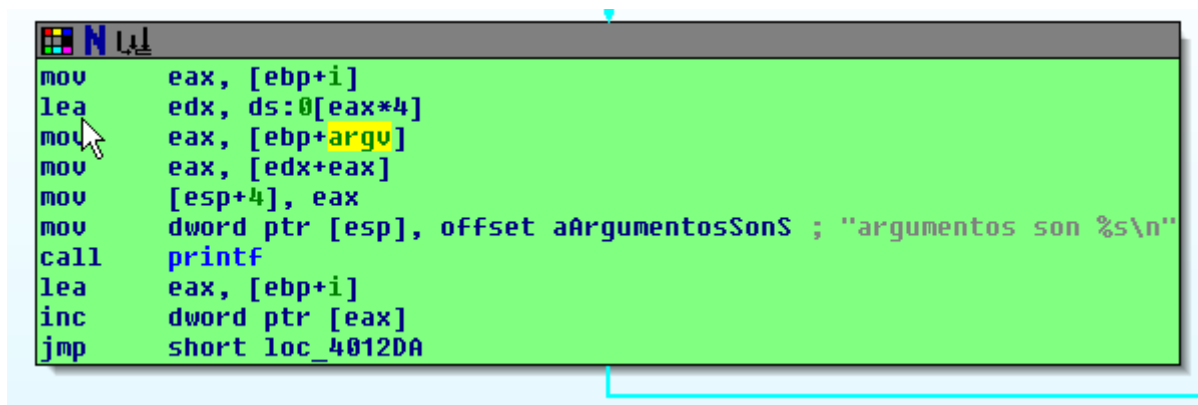 N
mov eax, [ebp+i]
lea edx, ds:0[eax*4]
mov eax, [ebp+argv]
mov eax, [edx+eax]
mov [esp+4], eax
mov dword ptr [esp], offset aArgumentosSonS ; "argumentos son %s\n"
call printf
lea eax, [ebp+i]
inc dword ptr [eax]
jmp short loc_4012DA